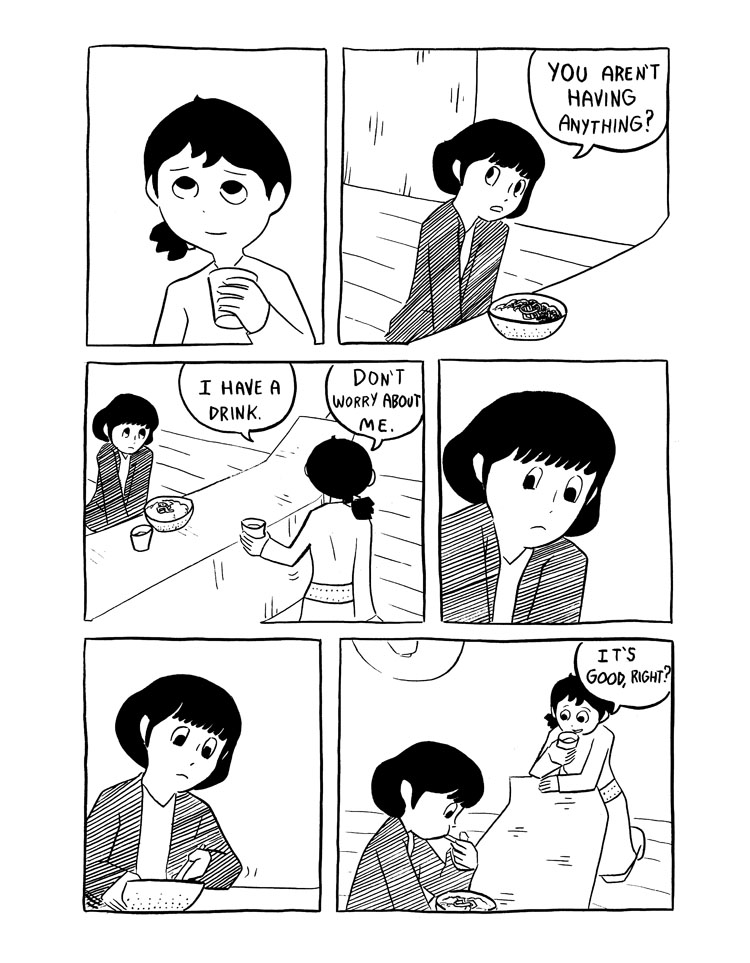 YOU AREN'T
HAVING
ANYTHING?
I HAVE A
DRINK.
DON'T
WORRY ABOUT
ME.
IT'S
GOOD, RIGHT?